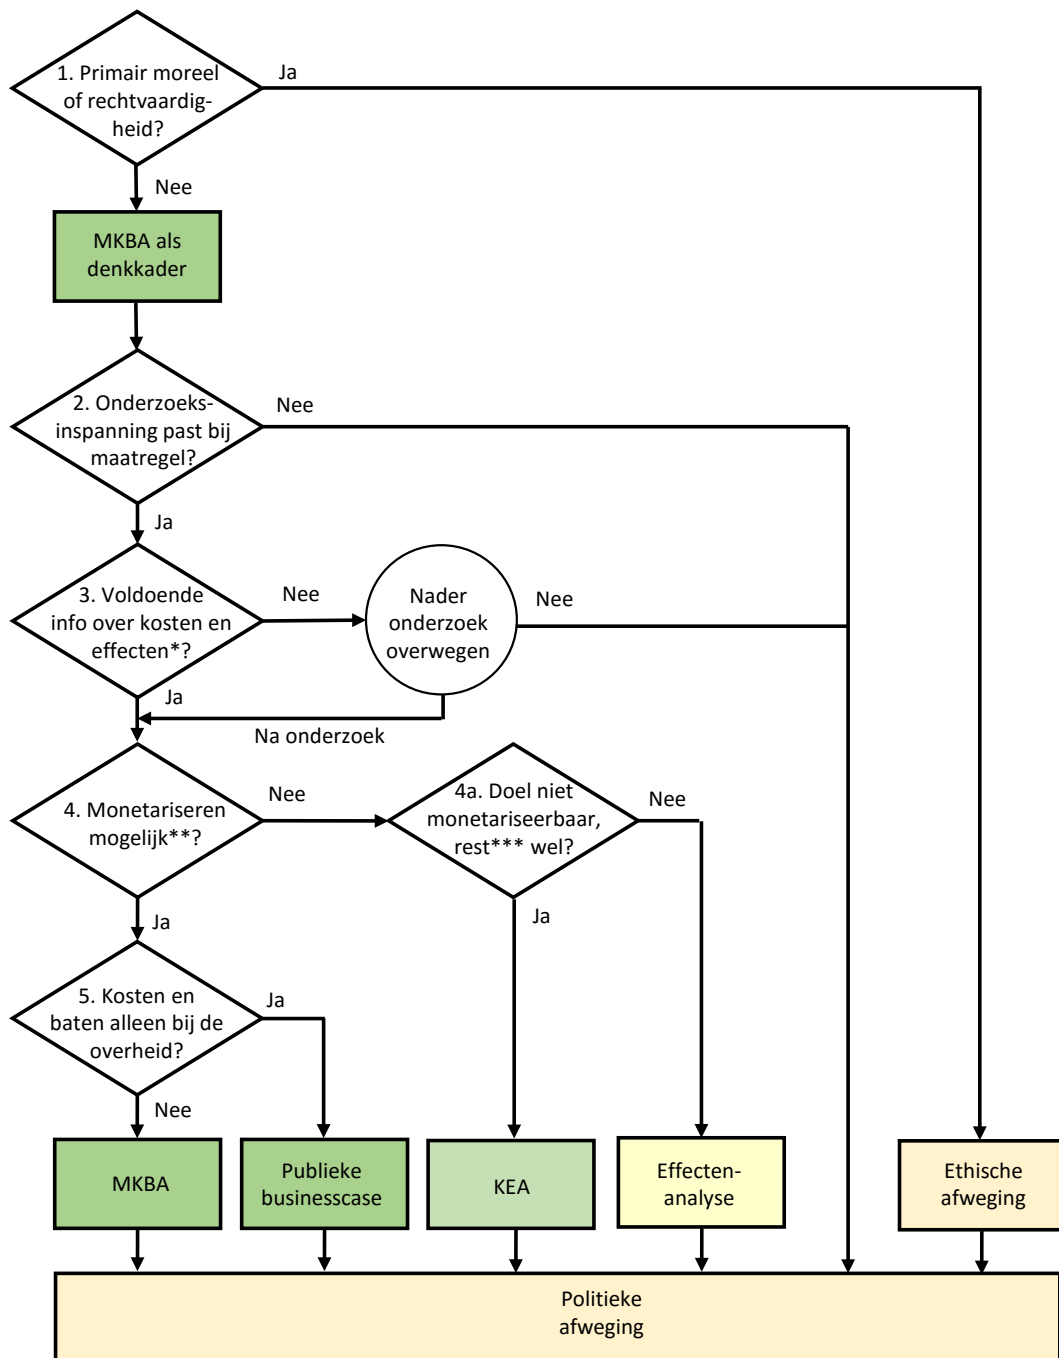 1. Primair moreel
of rechtvaardig-
heid?
Ja
Nee
MKBA als
denkkader
2. Onderzoeks-
inspanning past bij
maatregel?
Nee
Ja
3. Voldoende
info over kosten en
effecten*?
Nee
Nader
onderzoek
overwegen
Nee
Ja
Na onderzoek
4. Monetariseren
mogelijk**?
Nee
4a. Doel niet
monetariseerbaar,
rest*** wel?
Nee
Ja
Ja
5. Kosten en
baten alleen bij de
overheid?
Ja
Nee
MKBA
Publieke
businesscase
KEA
Effecten-
analyse
Ethische
afweging
Politieke
afweging